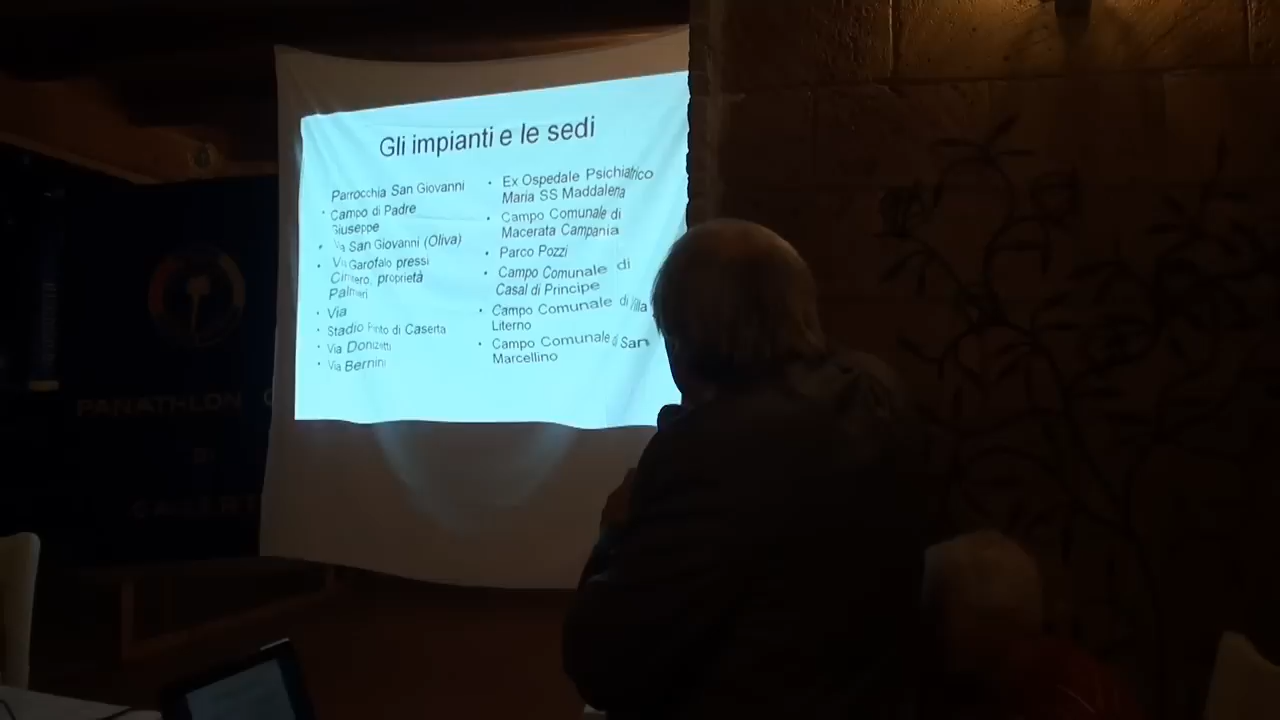 Gli impianti e le sedi
Parrocchia San Giovanni
Campo di Padre
Giuseppe
Via San Giovanni (Oliva)
Via Garofalo pressi
Cimitero, proprietà
Palmieri
Via
Stadio Pinto di Caserta
Via Donizetti
Via Bernini
Ex Ospedale Psichiatrico
Maria SS Maddalena
Campo Comunale di
Macerata Campania
Parco Pozzi
Campo Comunale di
Casal di Principe
Campo Comunale di Villa
Literno
Campo Comunale di San
Marcellino
PANATHLON